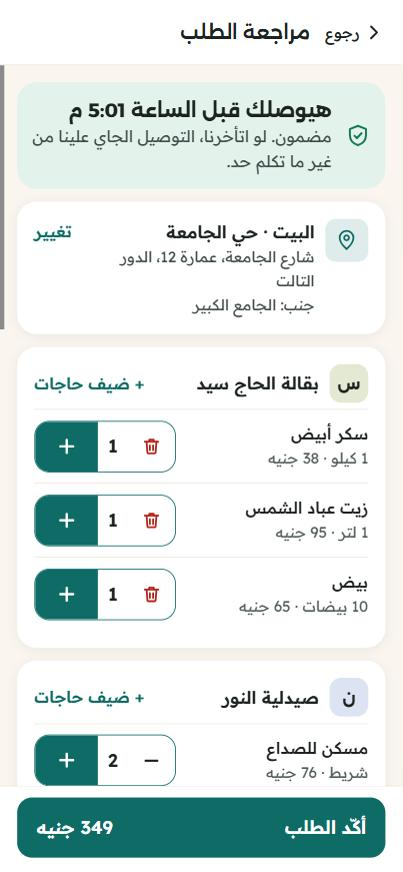 رجوع
مراجعة الطلب
هيوصلك قبل الساعة 5:01 م
مضمون. لو اتأخرنا، التوصيل الجاي علينا من
غير ما تكلم حد.
البيت · حي الجامعة
تغيير
شارع الجامعة، عمارة 12، الدور
التالت
جنب: الجامع الكبير
س
بقالة الحاج سيد
+ ضيف حاجات
سكر أبيض
1 كيلو · 38 جنيه
1
+
زيت عباد الشمس
1 لتر · 95 جنيه
1
+
بيض
10 بيضات · 65 جنيه
1
+
ن
صيدلية النور
+ ضيف حاجات
مسكن للصداع
شريط · 76 جنيه
−
2
+
أكّد الطلب
349 جنيه